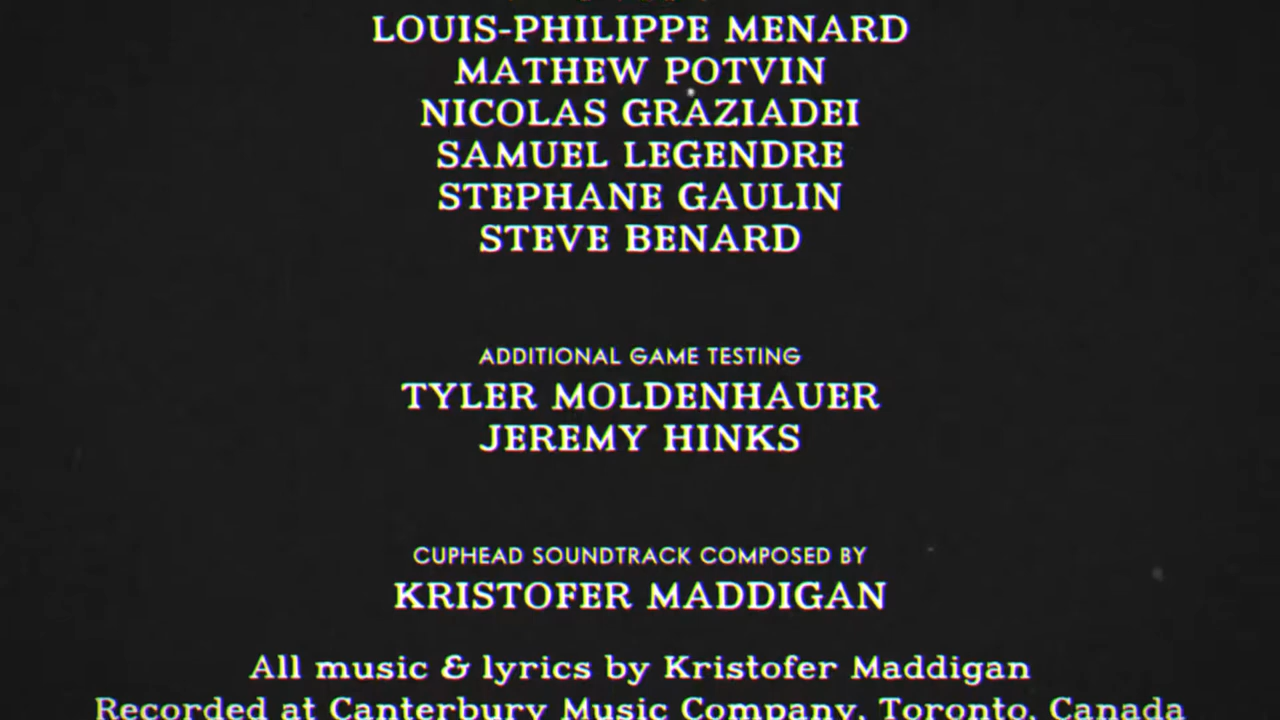 LOUIS-PHILIPPE MENARD
MATHEW POTVIN
NICOLAS GRAZIADEI
SAMUEL LEGENDRE
STEPHANE GAULIN
STEVE BENARD
ADDITIONAL GAME TESTING
TYLER MOLDENHAUER
JEREMY HINKS
CUPHEAD SOUNDTRACK COMPOSED BY
KRISTOFER MADDIGAN
All music & lyrics by Kristofer Maddigan
Recorded at Canterbury Music Company, Toronto, Canada